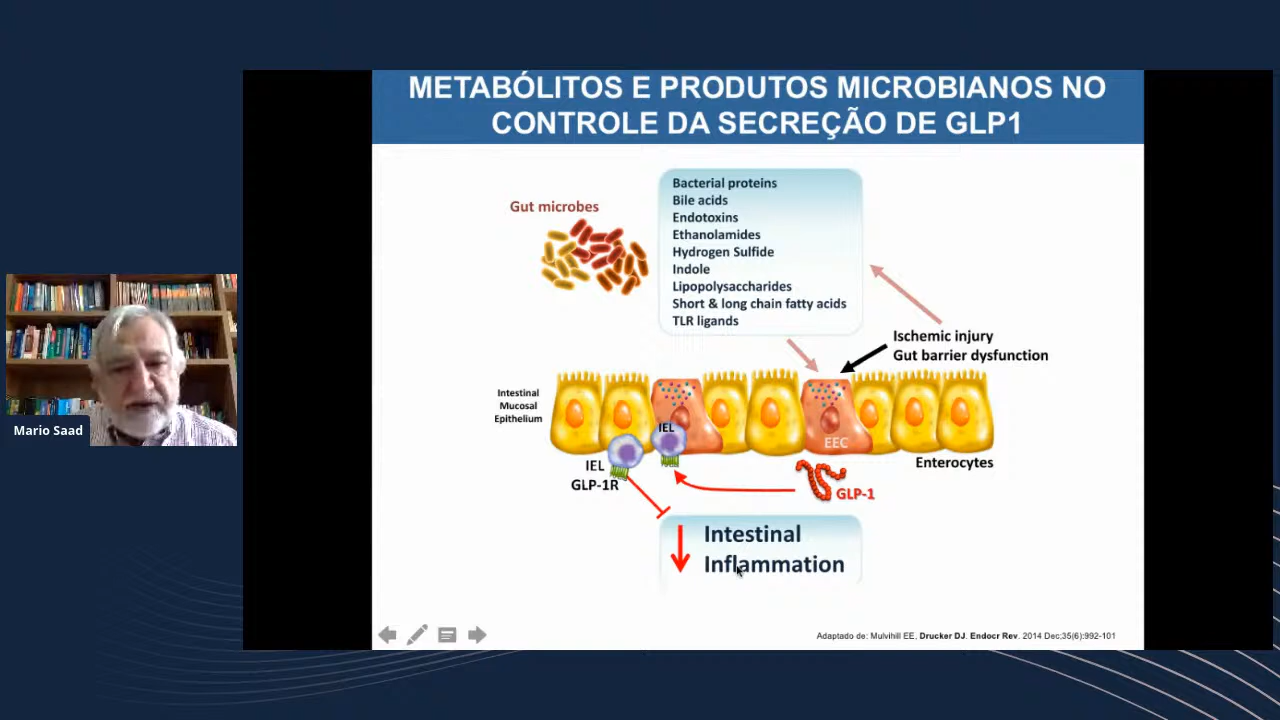 METABÓLITOS E PRODUTOS MICROBIANOS NO
CONTROLE DA SECREÇÃO DE GLP1
Gut microbes
Bacterial proteins
Bile acids
Endotoxins
Ethanolamides
Hydrogen Sulfide
Indole
Lipopolysaccharides
Short & long chain fatty acids
TLR ligands
Ischemic injury
Gut barrier dysfunction
Intestinal
Mucosal
Epithelium
IEL
EEC
IEL
GLP-1R
Enterocytes
GLP-1
Intestinal
Inflammation
Adaptado de: Mulvihill EE, Drucker DJ. Endocr Rev. 2014 Dec;35(6):992-101
Mario Saad